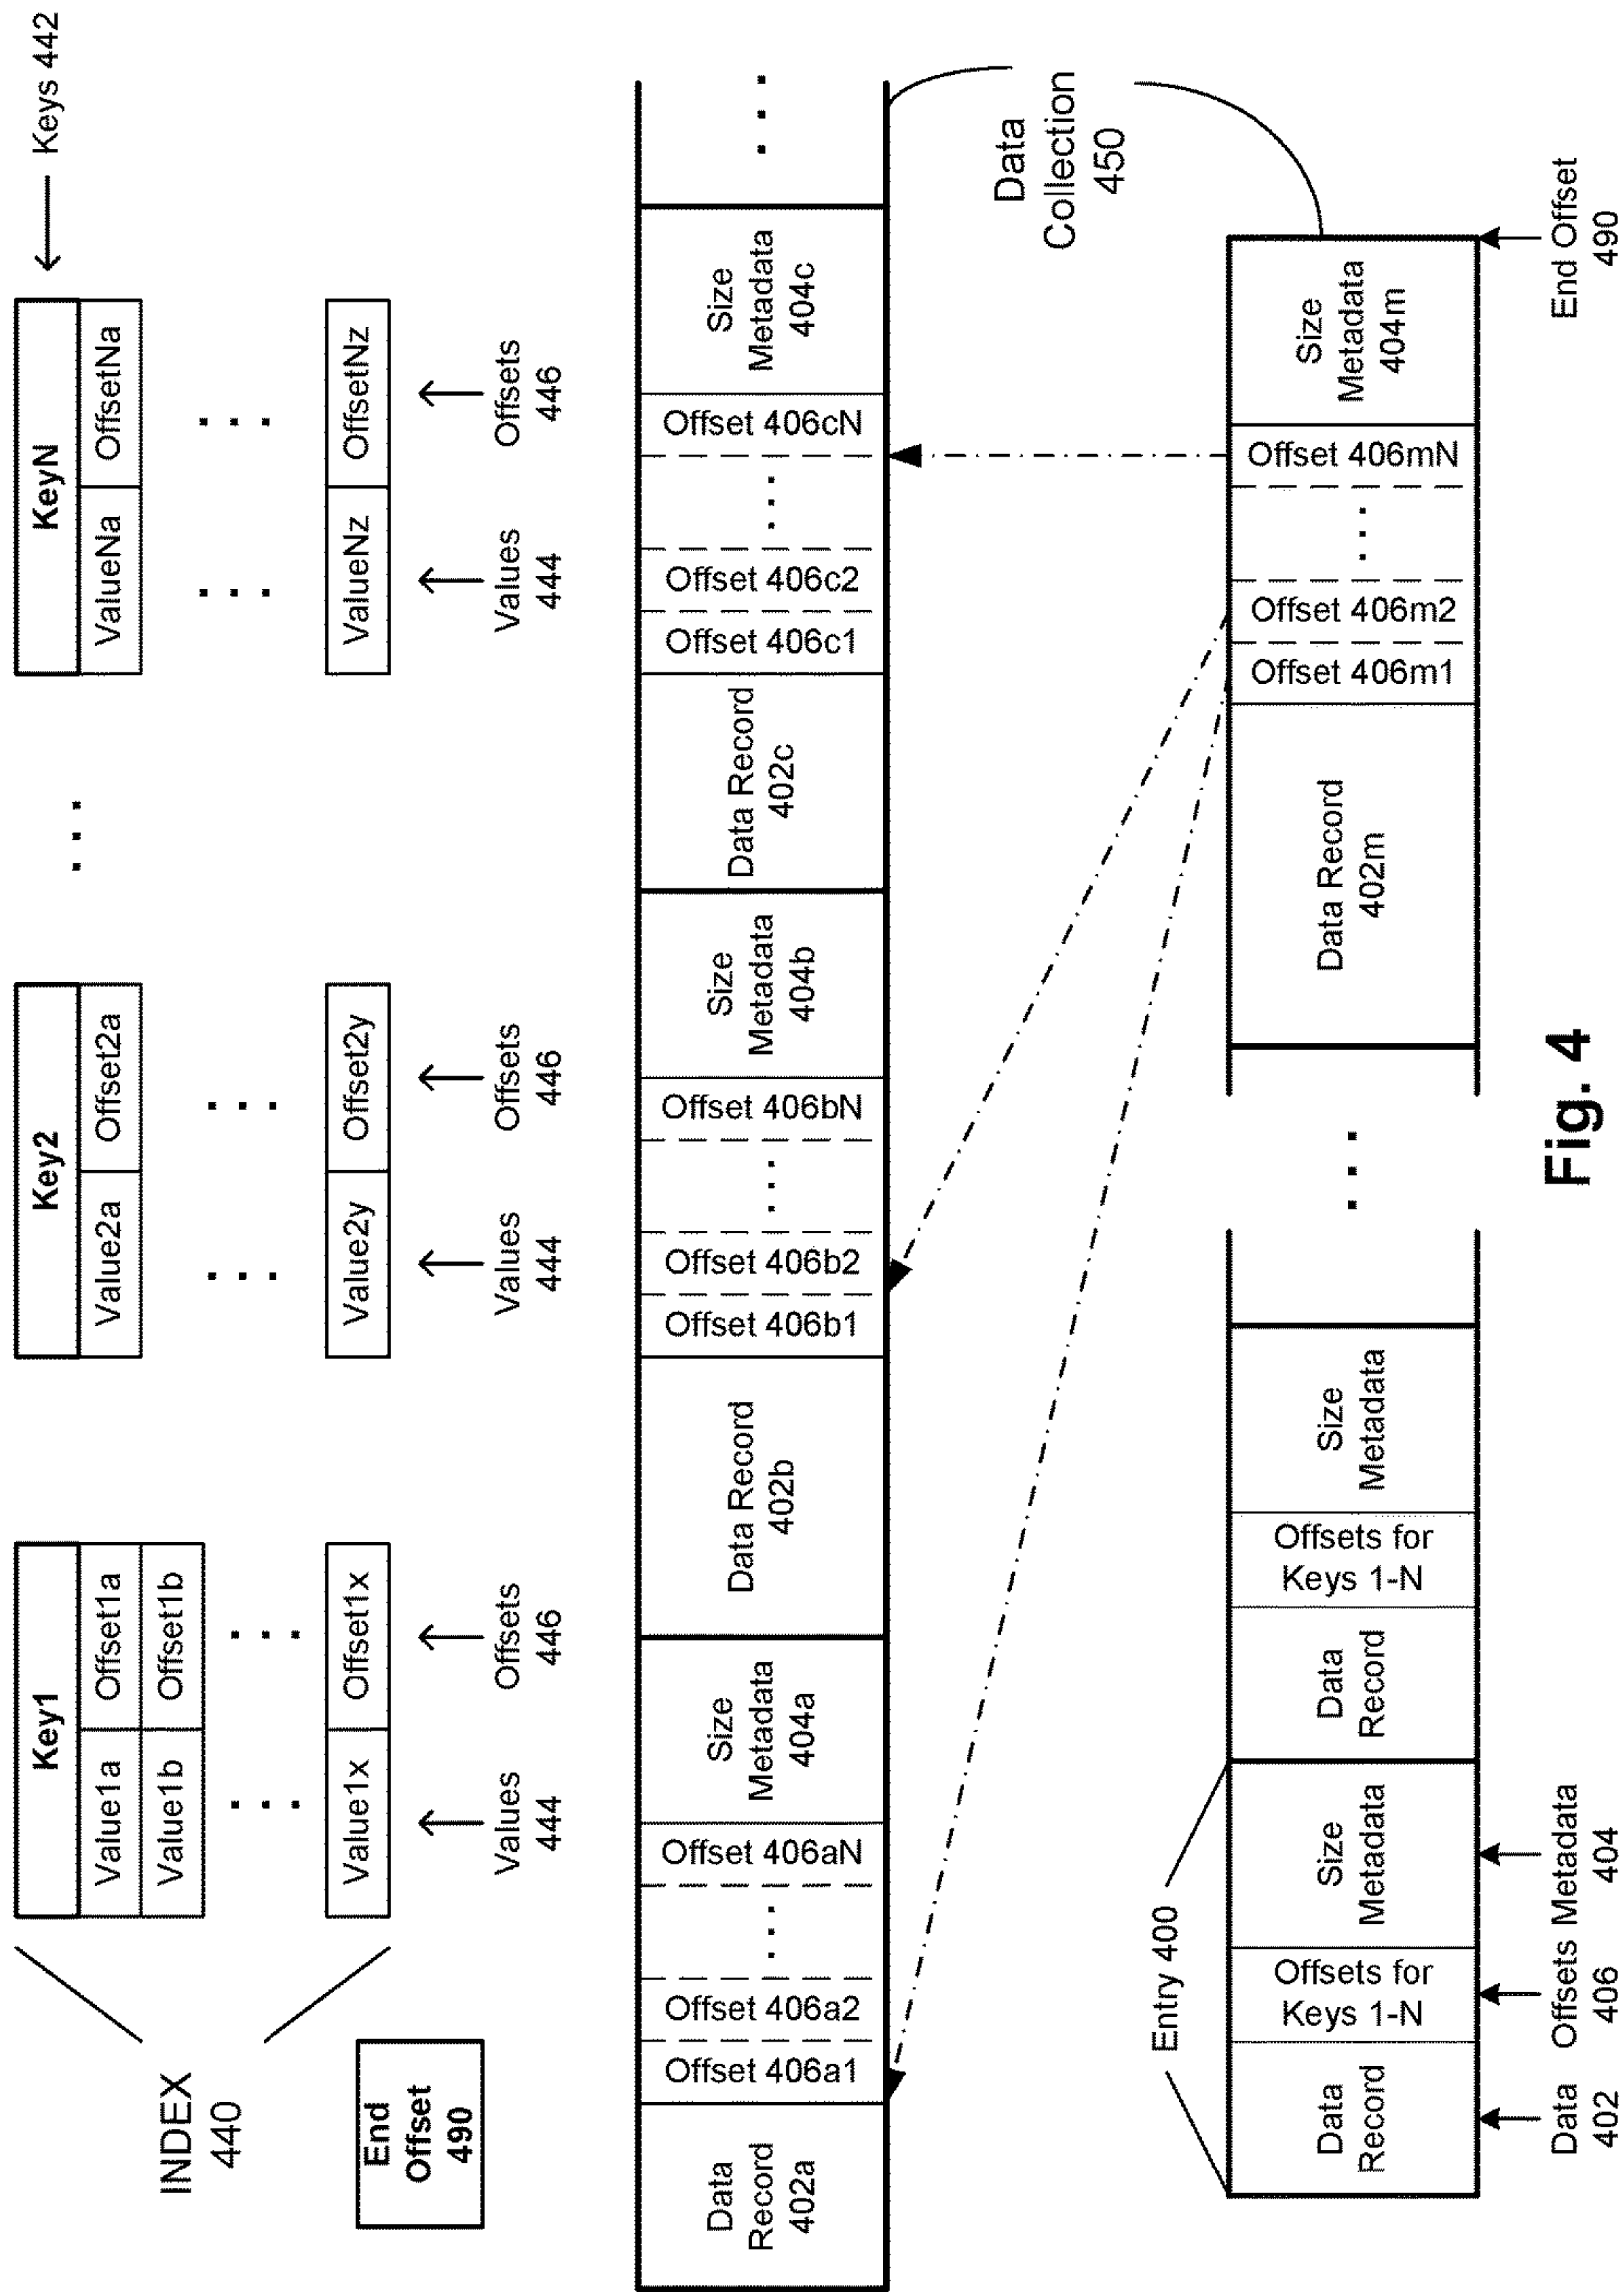 Key1
Value1a
Offset1a
Value1b
Offset1b
. . .
. . .
Value1x
Offset1x
Values
444
Offsets
446
Key2
Value2a
Offset2a
. . .
. . .
Value2y
Offset2y
Values
444
Offsets
446
. . .
KeyN
ValueNa
OffsetNa
. . .
. . .
ValueNz
OffsetNz
Values
444
Offsets
446
Keys 442
INDEX
440
End
Offset
490
Data
Record
402a
Offset 406a1
Offset 406a2
. . .
Offset 406aN
Size
Metadata
404a
Data Record
402b
Offset 406b1
Offset 406b2
. . .
Offset 406bN
Size
Metadata
404b
Data Record
402c
Offset 406c1
Offset 406c2
. . .
Offset 406cN
Size
Metadata
404c
. . .
Data
Collection
450
Entry 400
Data
Record
Offsets for
Keys 1-N
Size
Metadata
Data
Record
Offsets for
Keys 1-N
Size
Metadata
. . .
Data Record
402m
Offset 406m1
Offset 406m2
. . .
Offset 406mN
Size
Metadata
404m
Data
402
Offsets
406
Metadata
404
End Offset
490
Fig. 4